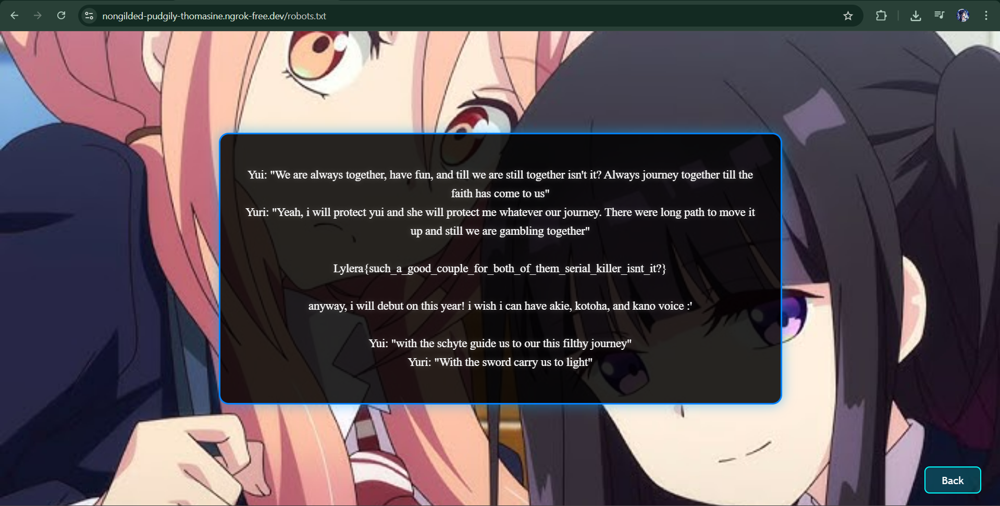 nongilded-pudgily-thomasine.ngrok-free.dev/robots.txt
Yui: "We are always together, have fun, and till we are still together isn't it? Always journey together till the
faith has come to us"
Yuri: "Yeah, i will protect yui and she will protect me whatever our journey. There were long path to move it
up and still we are gambling together"
Lylera{such_a_good_couple_for_both_of_them_serial_killer_isnt_it?}
anyway, i will debut on this year! i wish i can have akie, kotoha, and kano voice :'
Yui: "with the schyte guide us to our this filthy journey"
Yuri: "With the sword carry us to light"
Back